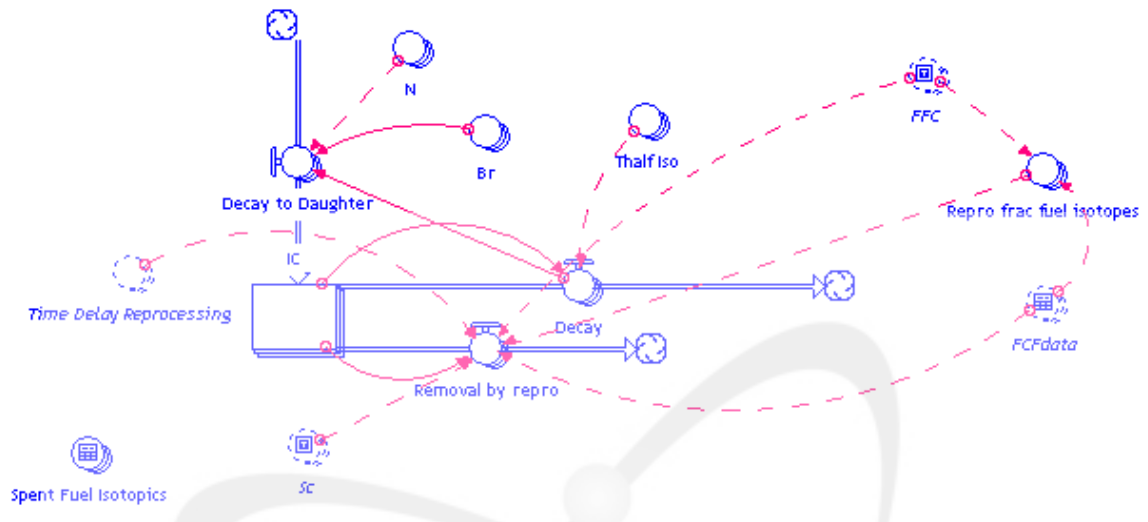 N
FFC
Thalf Iso
Br
Decay to Daughter
Repro frac fuel isotopes
IC
Time Delay Reprocessing
Decay
FCFdata
Removal by repro
Spent Fuel Isotopics
Sc